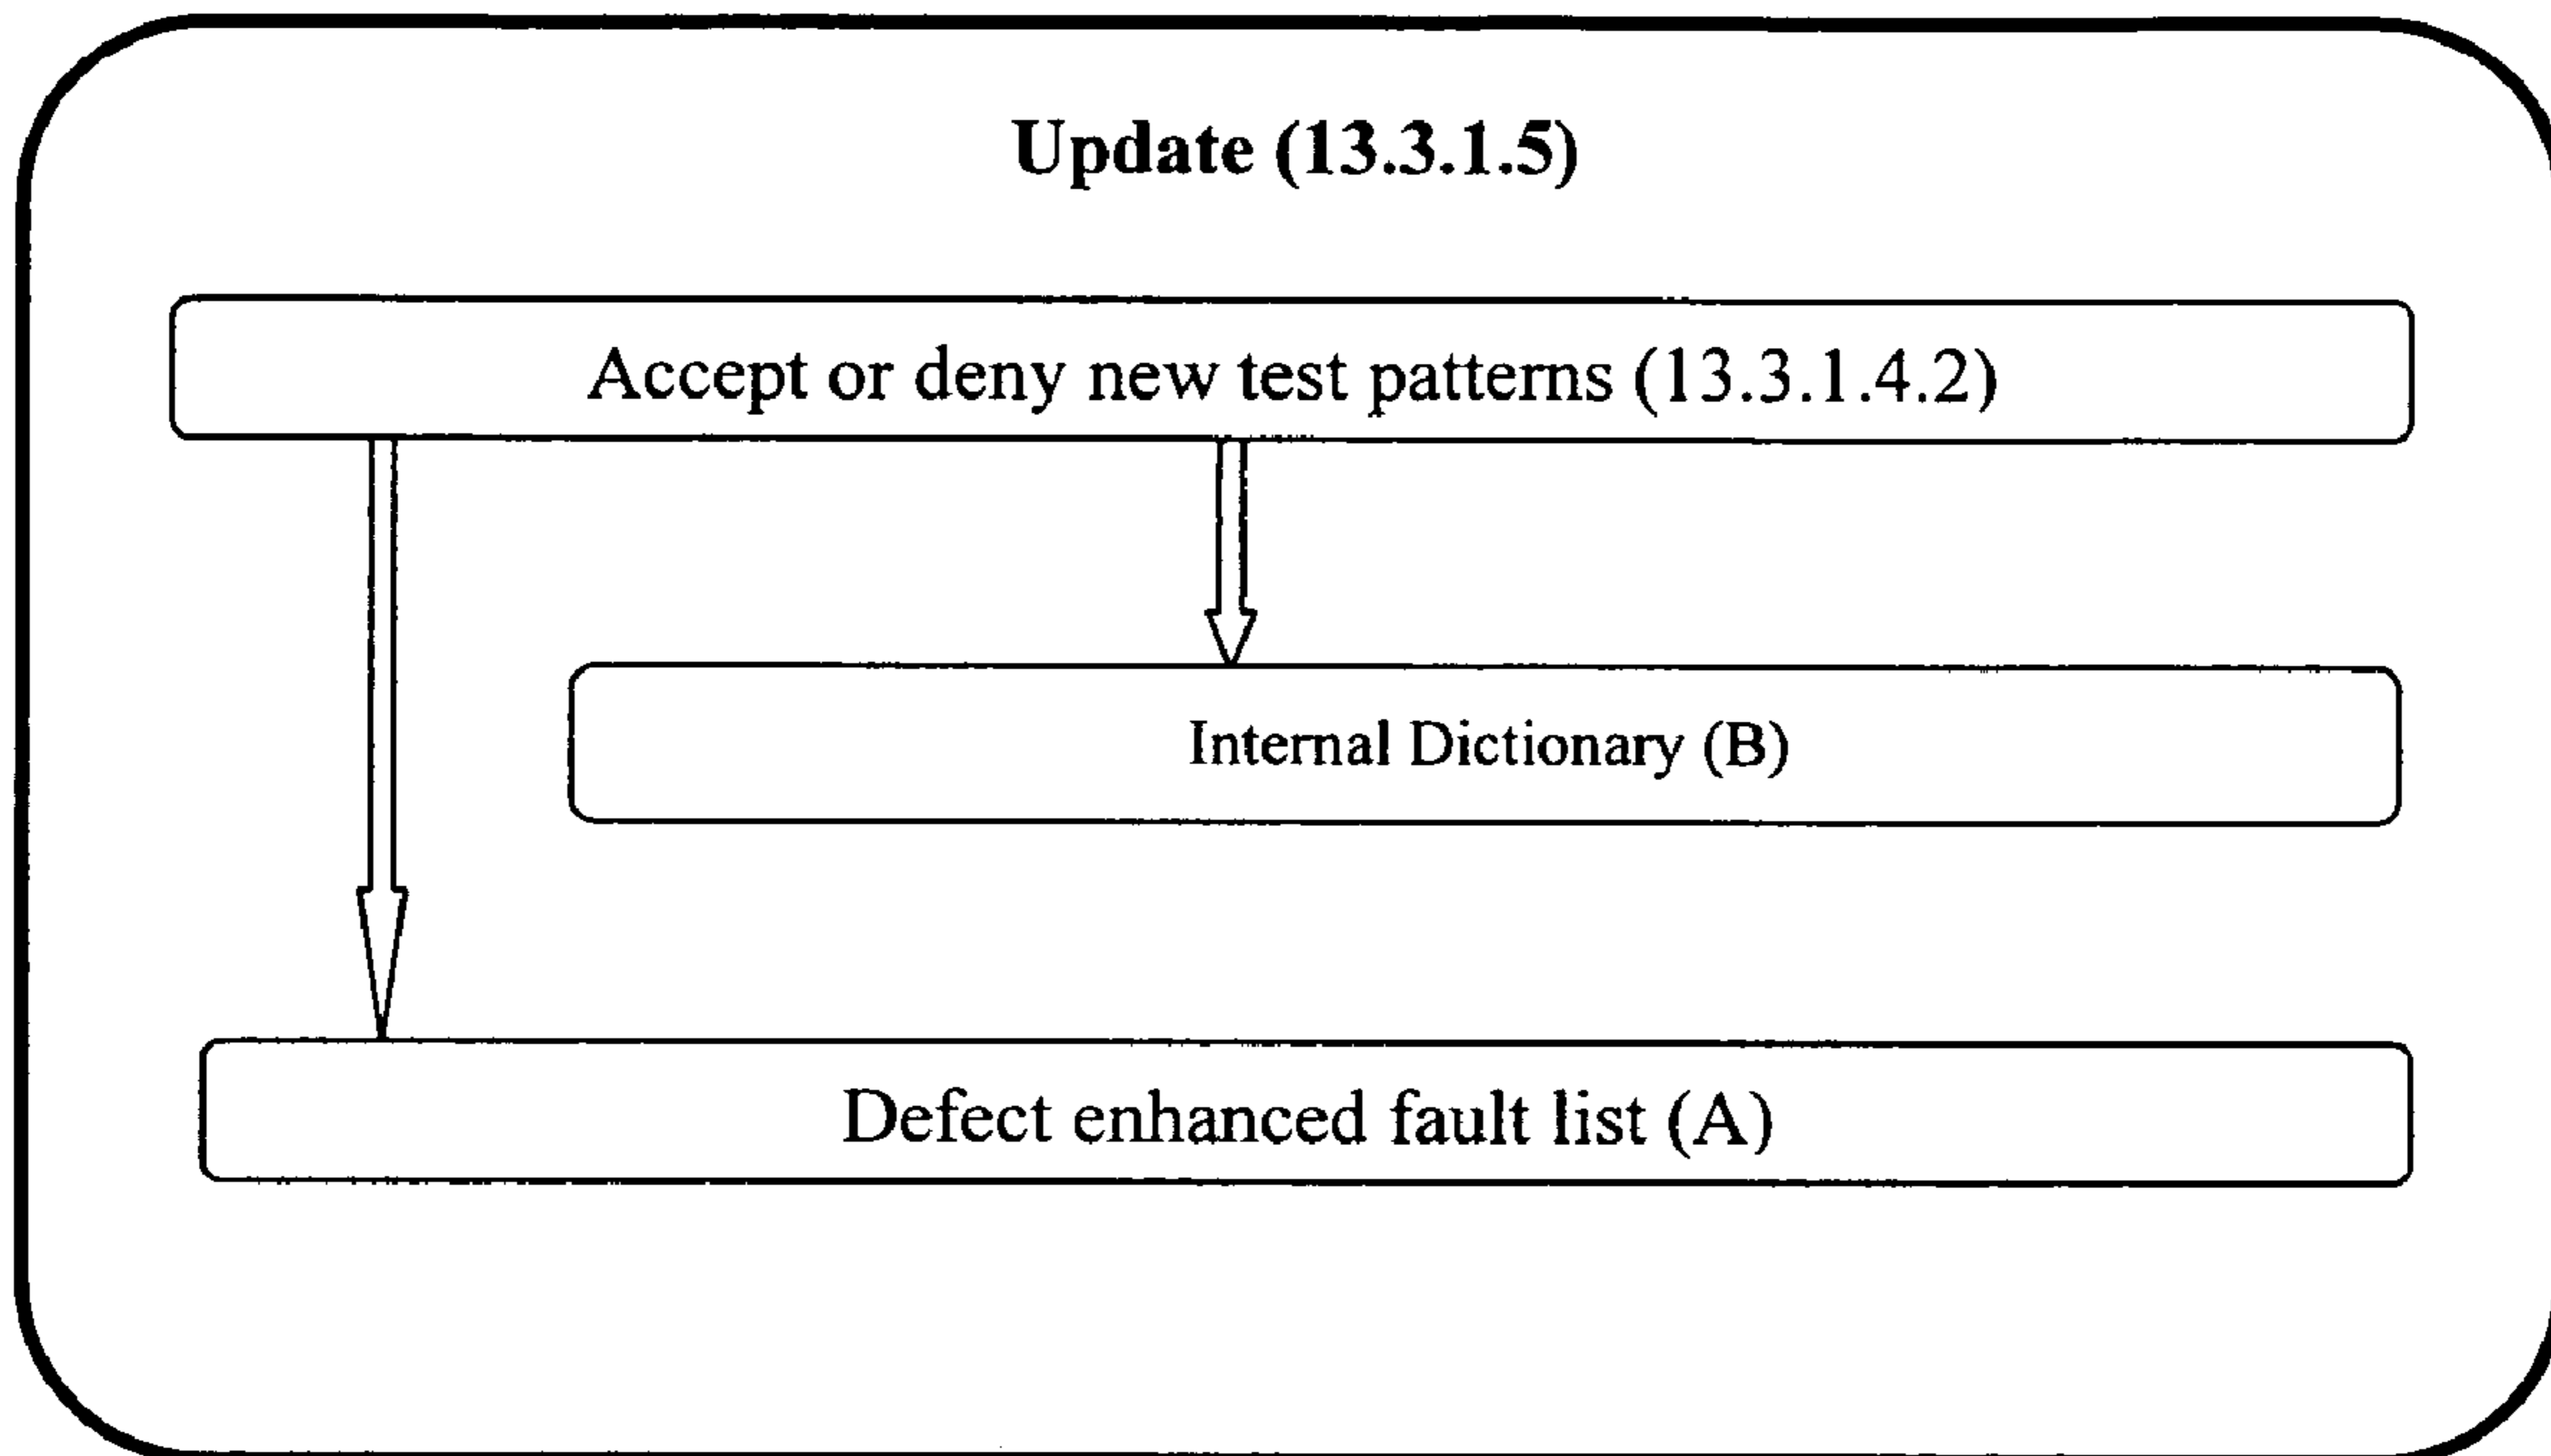 Update (13.3.1.5)
Accept or deny new test patterns (13.3.1.4.2)
Internal Dictionary (B)
Defect enhanced fault list (A)